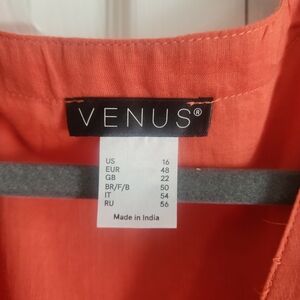 VENUS®
US 16
EUR 48
GB 22
BR/F/B 50
IT 54
RU 56
Made in India